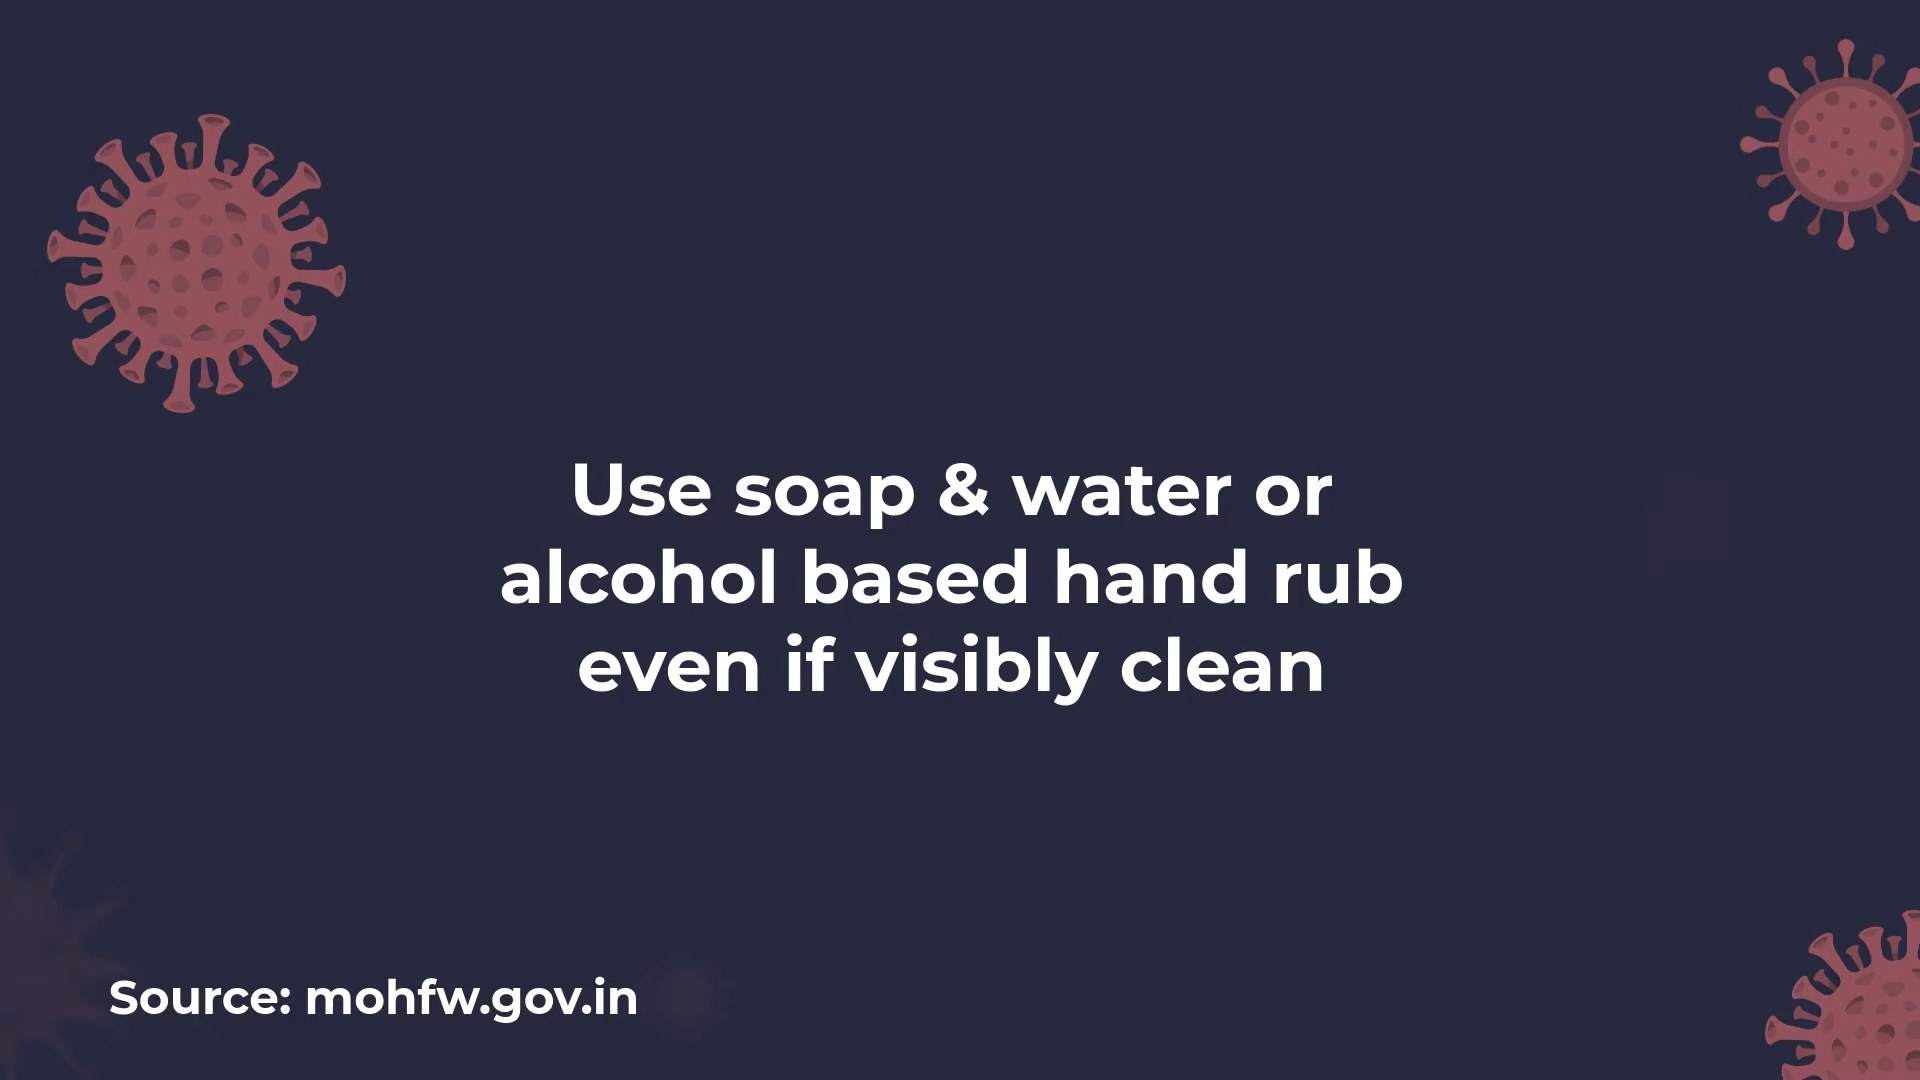 Use soap & water or
alcohol based hand rub
even if visibly clean
Source: mohfw.gov.in